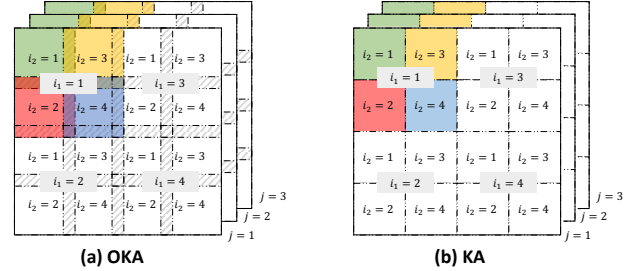 i₂ = 1 i₂ = 3 i₂ = 1 i₂ = 3
i₁ = 1 i₁ = 3
i₂ = 2 i₂ = 4 i₂ = 2 i₂ = 4
i₂ = 1 i₂ = 3 i₂ = 1 i₂ = 3
i₁ = 2 i₁ = 4
i₂ = 2 i₂ = 4 i₂ = 2 i₂ = 4
j = 3
j = 2
j = 1
(a) OKA
i₂ = 1 i₂ = 3 i₂ = 1 i₂ = 3
i₁ = 1 i₁ = 3
i₂ = 2 i₂ = 4 i₂ = 2 i₂ = 4
i₂ = 1 i₂ = 3 i₂ = 1 i₂ = 3
i₁ = 2 i₁ = 4
i₂ = 2 i₂ = 4 i₂ = 2 i₂ = 4
j = 3
j = 2
j = 1
(b) KA